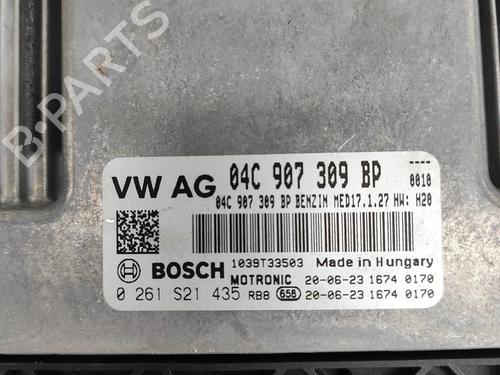 B-PARTS
VW AG 04C 907 309 BP ----
0010
04C 907 309 BP BENZIN MED17.1.27 HW: H20
1039T33503 Made in Hungary
BOSCH MOTRONIC 20-06-23 1674 0170
0 261 S21 435 RB8 658 20-06-23 1674 0170